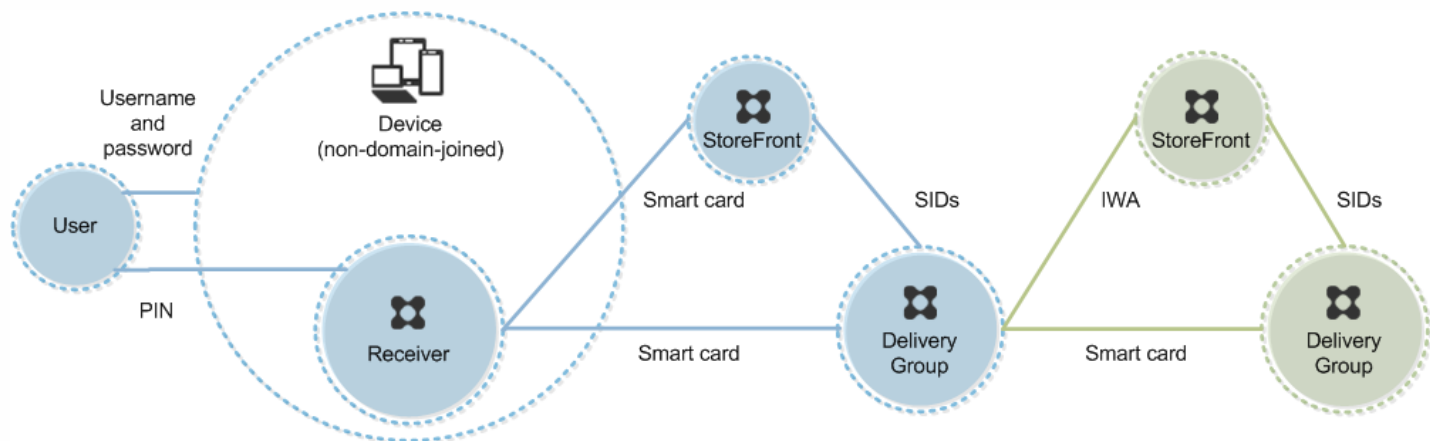 Username
and
password
User
PIN
Device
(non-domain-joined)
Receiver
Smart card
Smart card
StoreFront
SIDs
Delivery
Group
IWA
Smart card
StoreFront
SIDs
Delivery
Group